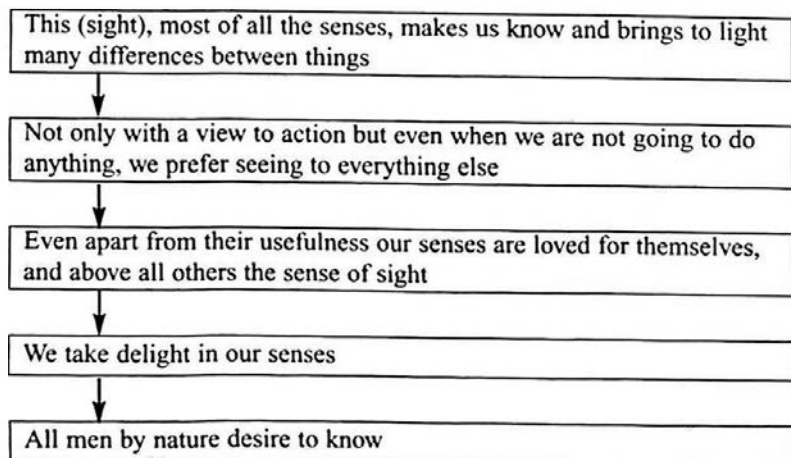 This (sight), most of all the senses, makes us know and brings to light
many differences between things
Not only with a view to action but even when we are not going to do
anything, we prefer seeing to everything else
Even apart from their usefulness our senses are loved for themselves,
and above all others the sense of sight
We take delight in our senses
All men by nature desire to know